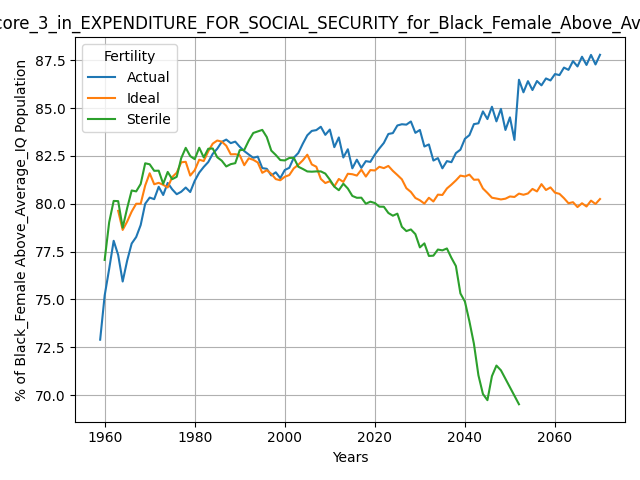 core_3_in_EXPENDITURE_FOR_SOCIAL_SECURITY_for_Black_Female_Above_Av
Fertility
Actual
Ideal
Sterile
% of Black_Female Above_Average_IQ Population
87.5
85.0
82.5
80.0
77.5
75.0
72.5
70.0
1960
1980
2000
2020
2040
2060
Years